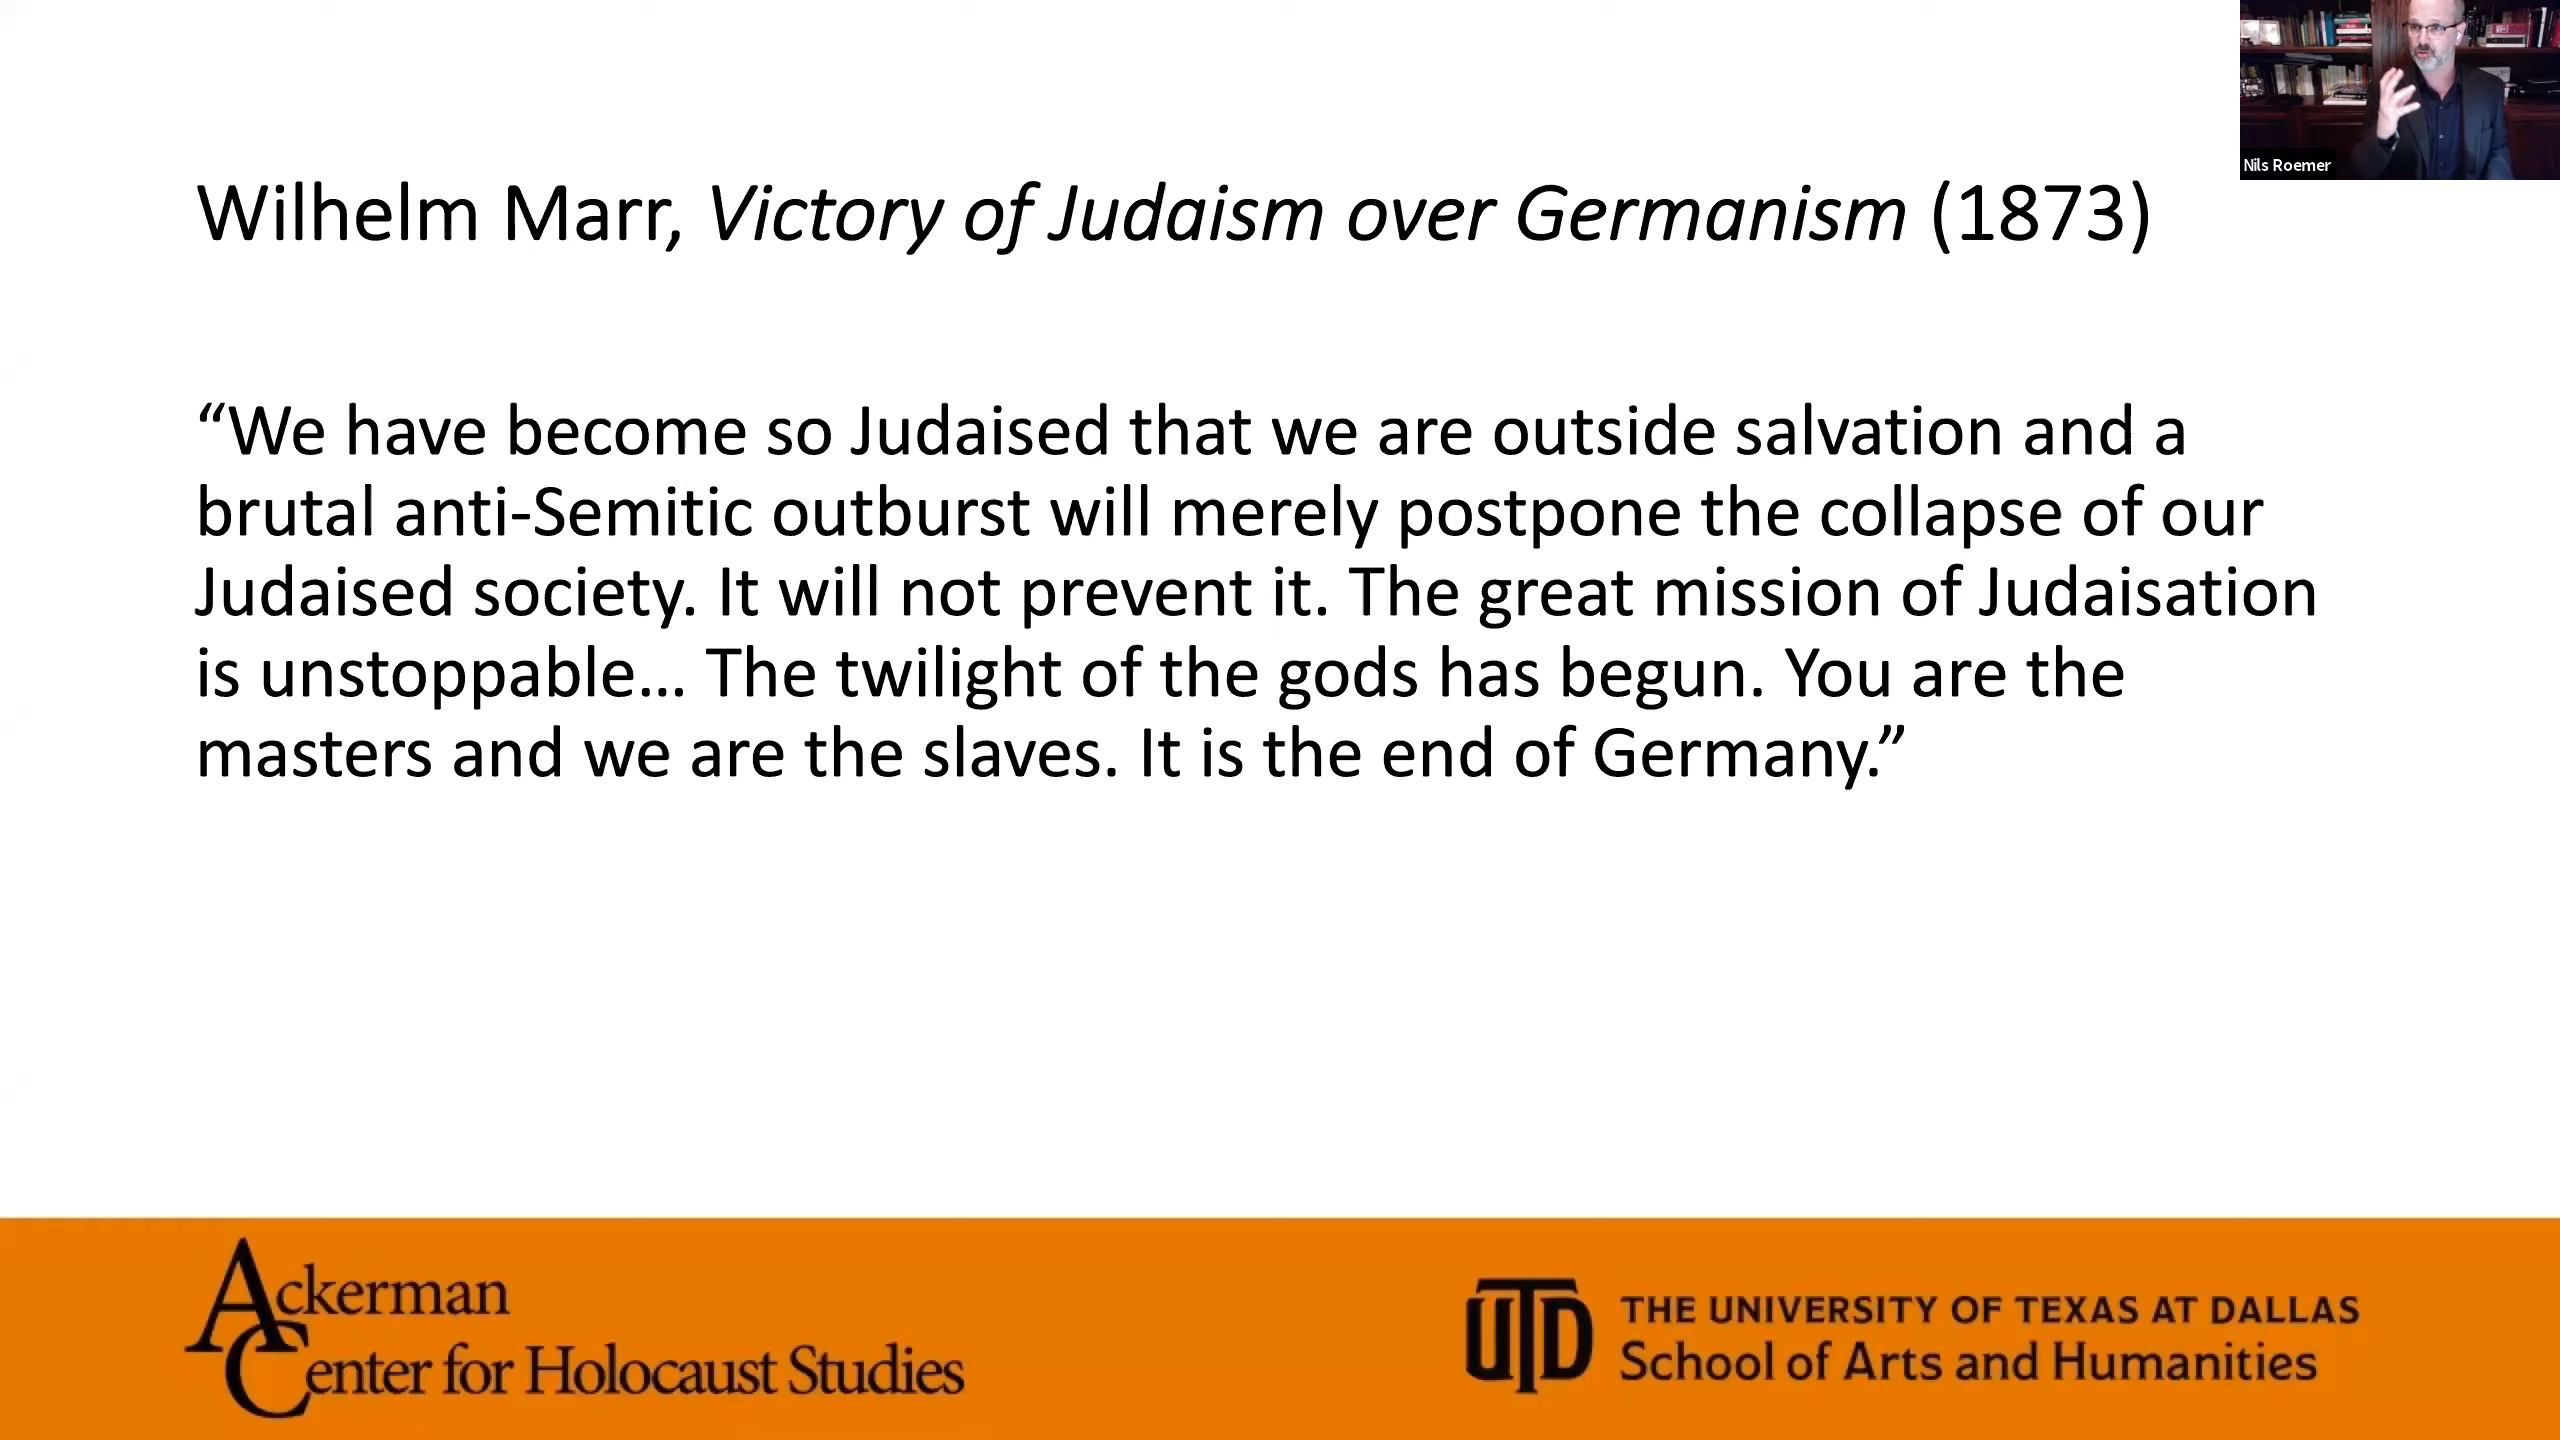 Nils Roemer
Wilhelm Marr, Victory of Judaism over Germanism (1873)
“We have become so Judaised that we are outside salvation and a
brutal anti-Semitic outburst will merely postpone the collapse of our
Judaised society. It will not prevent it. The great mission of Judaisation
is unstoppable… The twilight of the gods has begun. You are the
masters and we are the slaves. It is the end of Germany.”
Ackerman
Center for Holocaust Studies
UTD
THE UNIVERSITY OF TEXAS AT DALLAS
School of Arts and Humanities